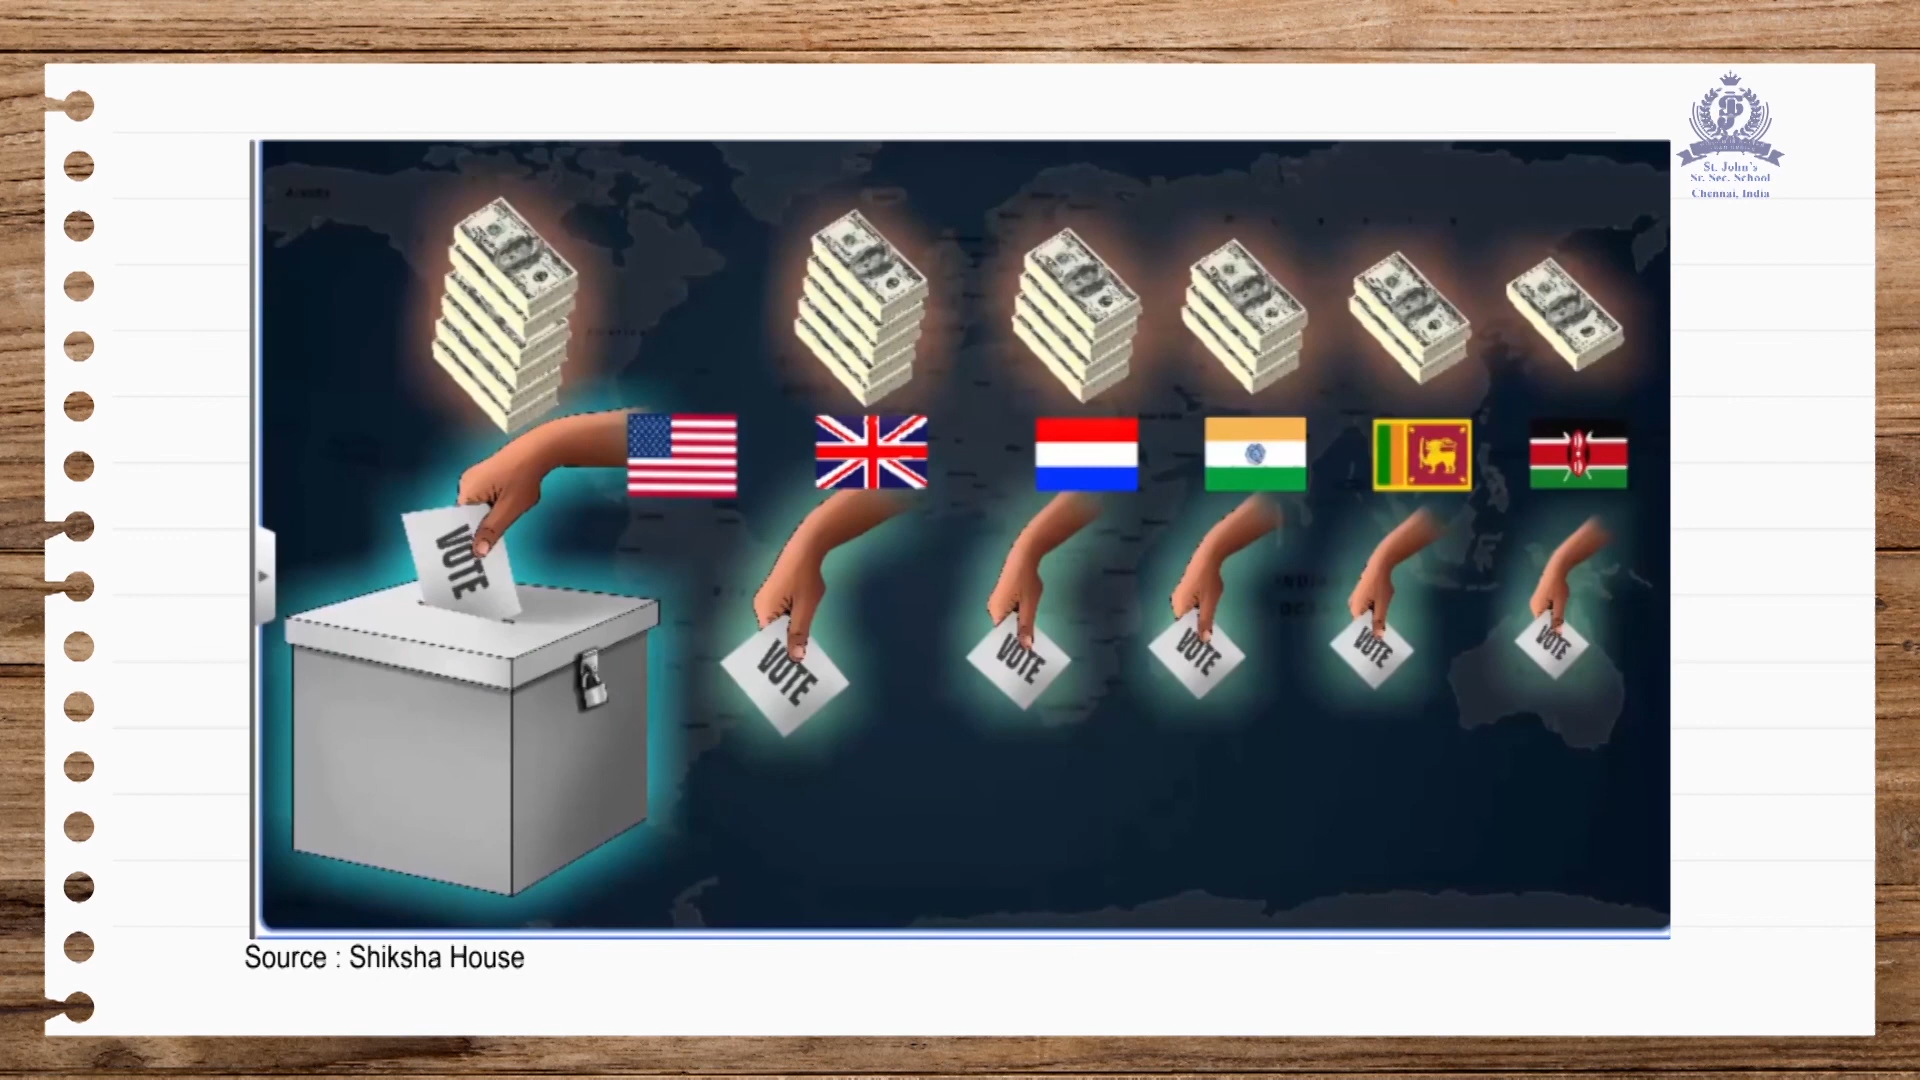 St. John's
Sr. Sec. School
Chennai, India
VOTE
VOTE
VOTE
VOTE
VOTE
VOTE
Source : Shiksha House